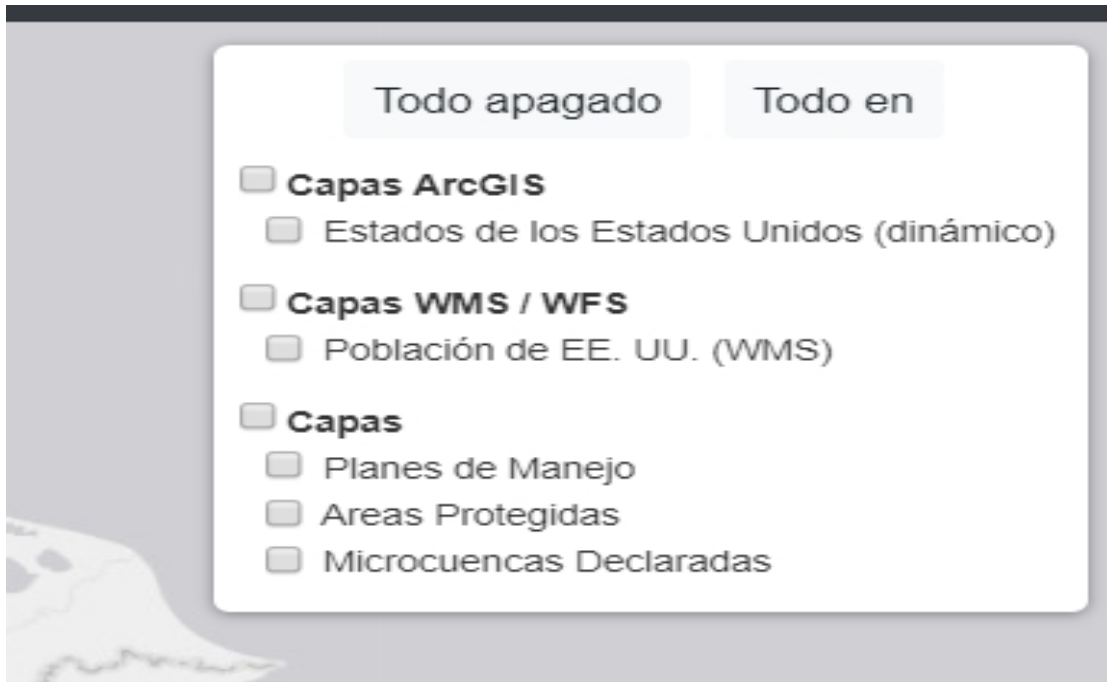 Todo apagado Todo en
Capas ArcGIS
Estados de los Estados Unidos (dinámico)
Capas WMS / WFS
Población de EE. UU. (WMS)
Capas
Planes de Manejo
Areas Protegidas
Microcuencas Declaradas